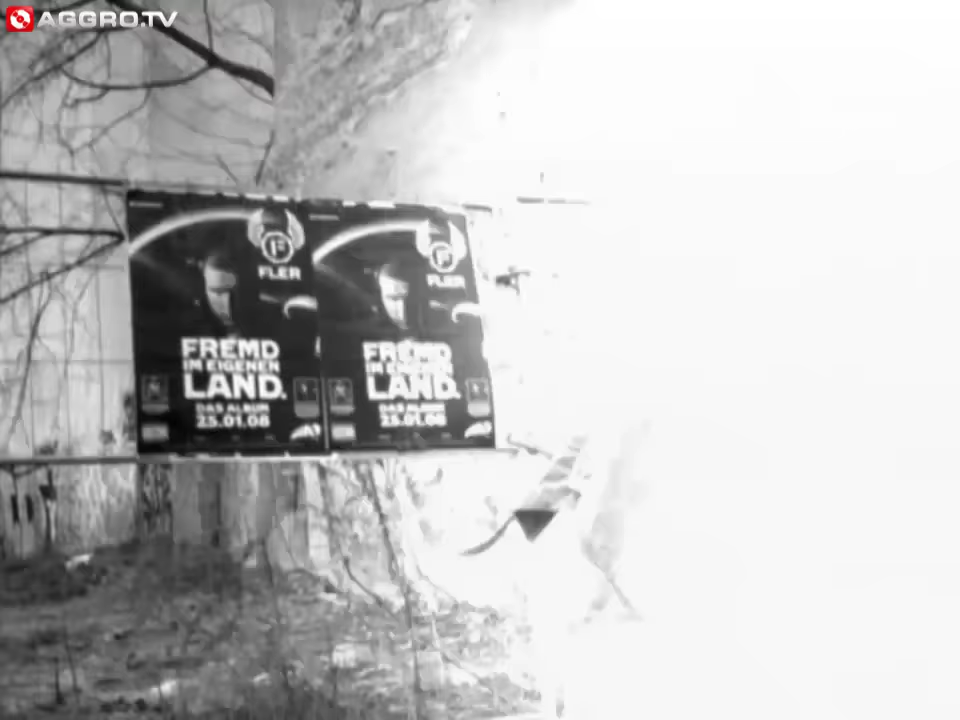 AGGRO.TV
FLER
FREMD
IM EIGENEN
LAND.
DAS ALBUM
25.01.08
FLER
FREMD
IM EIGENEN
LAND.
DAS ALBUM
25.01.08